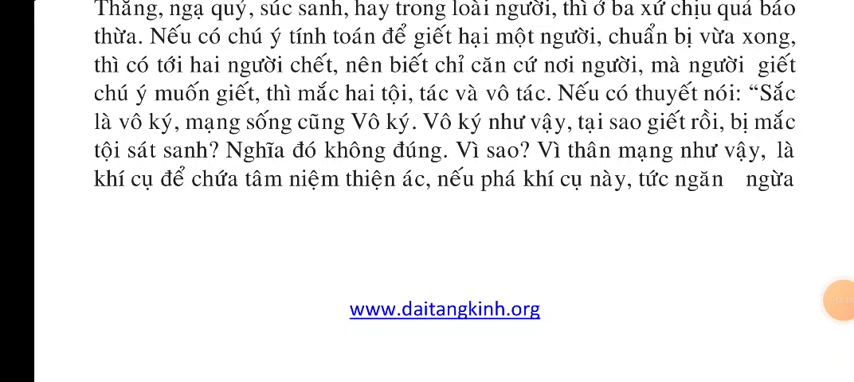 Thắng, ngạ quỷ, súc sanh, hay trong loài người, thì ở ba xứ chịu quả báo
thừa. Nếu có chú ý tính toán để giết hại một người, chuẩn bị vừa xong,
thì có tới hai người chết, nên biết chỉ căn cứ nơi người, mà người giết
chú ý muốn giết, thì mắc hai tội, tác và vô tác. Nếu có thuyết nói: “Sắc
là vô ký, mạng sống cũng Vô ký. Vô ký như vậy, tại sao giết rồi, bị mắc
tội sát sanh? Nghĩa đó không đúng. Vì sao? Vì thân mạng như vậy, là
khí cụ để chứa tâm niệm thiện ác, nếu phá khí cụ này, tức ngăn ngừa
www.daitangkinh.org